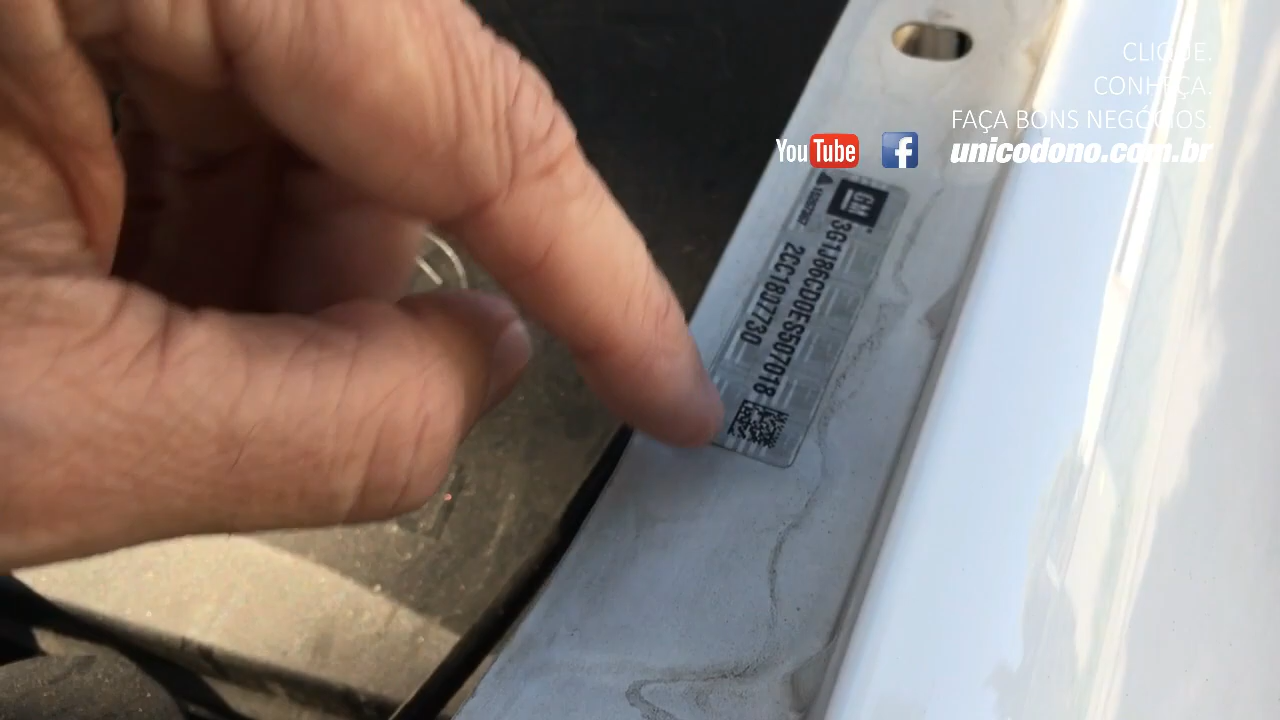 CLIQUE.
CONHEÇA.
FAÇA BONS NEGÓCIOS.
YouTube
f
unicodono.com.br
GM
3G1J86CD0ES507018
2CC1807730